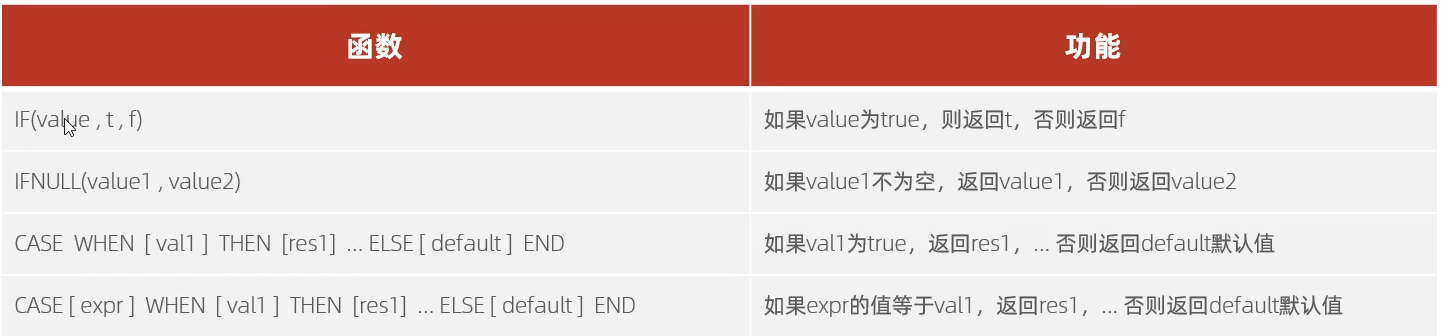 函数 功能
IF(value , t , f) 如果value为true，则返回t，否则返回f
IFNULL(value1 , value2) 如果value1不为空，返回value1，否则返回value2
CASE WHEN [ val1 ] THEN [res1] ... ELSE [ default ] END 如果val1为true，返回res1，... 否则返回default默认值
CASE [ expr ] WHEN [ val1 ] THEN [res1] ... ELSE [ default ] END 如果expr的值等于val1，返回res1，... 否则返回default默认值